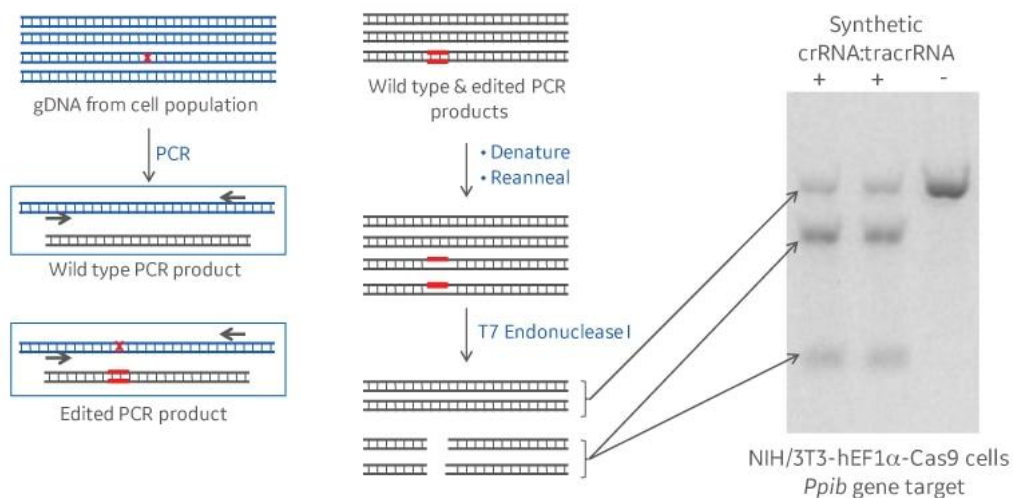 gDNA from cell population
PCR
Wild type PCR product
Edited PCR product
Wild type & edited PCR
products
• Denature
• Reanneal
T7 Endonuclease I
Synthetic
crRNA:tracrRNA
+ + -
NIH/3T3-hEF1α-Cas9 cells
Ppib gene target